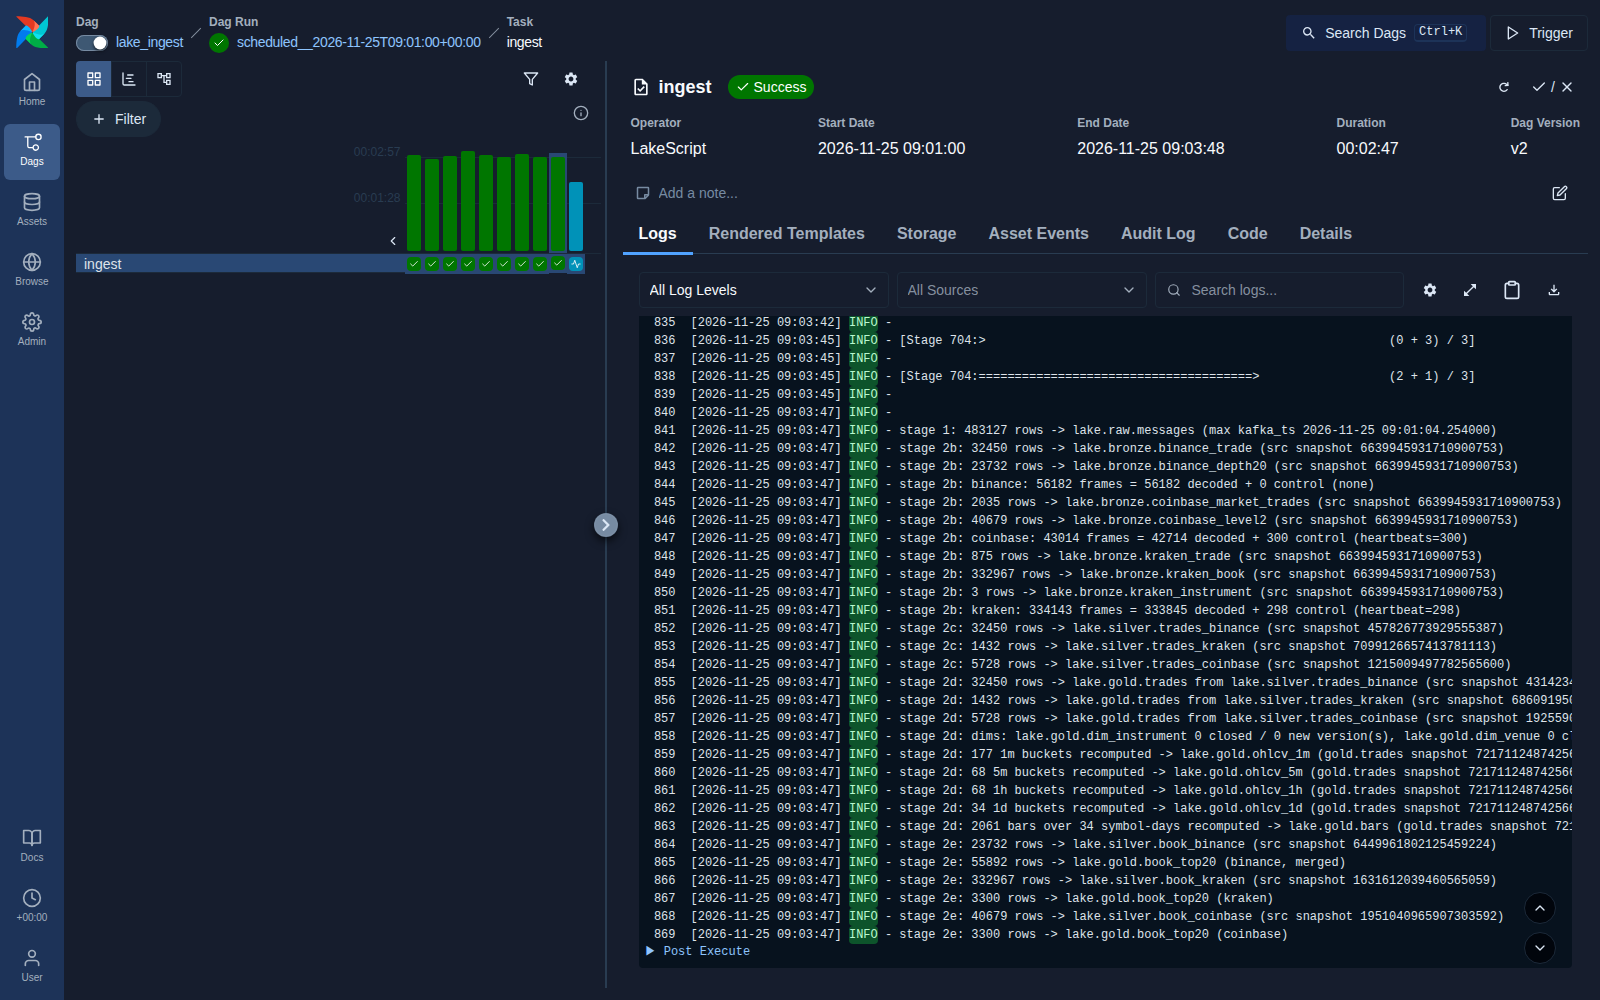 Dag
lake_ingest
Dag Run
scheduled__2026-11-25T09:01:00+00:00
Task
ingest
Search Dags Ctrl+K
Trigger
Home
Dags
Assets
Browse
Admin
Docs
+00:00
User
Filter
00:02:57
00:01:28
ingest
ingest
Success
/
Operator Start Date End Date Duration Dag Version
LakeScript 2026-11-25 09:01:00 2026-11-25 09:03:48 00:02:47 v2
Add a note...
Logs Rendered Templates Storage Asset Events Audit Log Code Details
All Log Levels All Sources Search logs...
835 [2026-11-25 09:03:42] INFO -
836 [2026-11-25 09:03:45] INFO - [Stage 704:> (0 + 3) / 3]
837 [2026-11-25 09:03:45] INFO -
838 [2026-11-25 09:03:45] INFO - [Stage 704:======================================> (2 + 1) / 3]
839 [2026-11-25 09:03:45] INFO -
840 [2026-11-25 09:03:47] INFO -
841 [2026-11-25 09:03:47] INFO - stage 1: 483127 rows -> lake.raw.messages (max kafka_ts 2026-11-25 09:01:04.254000)
842 [2026-11-25 09:03:47] INFO - stage 2b: 32450 rows -> lake.bronze.binance_trade (src snapshot 6639945931710900753)
843 [2026-11-25 09:03:47] INFO - stage 2b: 23732 rows -> lake.bronze.binance_depth20 (src snapshot 6639945931710900753)
844 [2026-11-25 09:03:47] INFO - stage 2b: binance: 56182 frames = 56182 decoded + 0 control (none)
845 [2026-11-25 09:03:47] INFO - stage 2b: 2035 rows -> lake.bronze.coinbase_market_trades (src snapshot 6639945931710900753)
846 [2026-11-25 09:03:47] INFO - stage 2b: 40679 rows -> lake.bronze.coinbase_level2 (src snapshot 6639945931710900753)
847 [2026-11-25 09:03:47] INFO - stage 2b: coinbase: 43014 frames = 42714 decoded + 300 control (heartbeats=300)
848 [2026-11-25 09:03:47] INFO - stage 2b: 875 rows -> lake.bronze.kraken_trade (src snapshot 6639945931710900753)
849 [2026-11-25 09:03:47] INFO - stage 2b: 332967 rows -> lake.bronze.kraken_book (src snapshot 6639945931710900753)
850 [2026-11-25 09:03:47] INFO - stage 2b: 3 rows -> lake.bronze.kraken_instrument (src snapshot 6639945931710900753)
851 [2026-11-25 09:03:47] INFO - stage 2b: kraken: 334143 frames = 333845 decoded + 298 control (heartbeat=298)
852 [2026-11-25 09:03:47] INFO - stage 2c: 32450 rows -> lake.silver.trades_binance (src snapshot 457826773929555387)
853 [2026-11-25 09:03:47] INFO - stage 2c: 1432 rows -> lake.silver.trades_kraken (src snapshot 7099126657413781113)
854 [2026-11-25 09:03:47] INFO - stage 2c: 5728 rows -> lake.silver.trades_coinbase (src snapshot 1215009497782565600)
855 [2026-11-25 09:03:47] INFO - stage 2d: 32450 rows -> lake.gold.trades from lake.silver.trades_binance (src snapshot 4314234
856 [2026-11-25 09:03:47] INFO - stage 2d: 1432 rows -> lake.gold.trades from lake.silver.trades_kraken (src snapshot 686091950
857 [2026-11-25 09:03:47] INFO - stage 2d: 5728 rows -> lake.gold.trades from lake.silver.trades_coinbase (src snapshot 1925590
858 [2026-11-25 09:03:47] INFO - stage 2d: dims: lake.gold.dim_instrument 0 closed / 0 new version(s), lake.gold.dim_venue 0
859 [2026-11-25 09:03:47] INFO - stage 2d: 177 1m buckets recomputed -> lake.gold.ohlcv_1m (gold.trades snapshot 72171124874256
860 [2026-11-25 09:03:47] INFO - stage 2d: 68 5m buckets recomputed -> lake.gold.ohlcv_5m (gold.trades snapshot 721711248742566
861 [2026-11-25 09:03:47] INFO - stage 2d: 68 1h buckets recomputed -> lake.gold.ohlcv_1h (gold.trades snapshot 721711248742566
862 [2026-11-25 09:03:47] INFO - stage 2d: 34 1d buckets recomputed -> lake.gold.ohlcv_1d (gold.trades snapshot 721711248742566
863 [2026-11-25 09:03:47] INFO - stage 2d: 2061 bars over 34 symbol-days recomputed -> lake.gold.bars (gold.trades snapshot 721
864 [2026-11-25 09:03:47] INFO - stage 2e: 23732 rows -> lake.silver.book_binance (src snapshot 6449961802125459224)
865 [2026-11-25 09:03:47] INFO - stage 2e: 55892 rows -> lake.gold.book_top20 (binance, merged)
866 [2026-11-25 09:03:47] INFO - stage 2e: 332967 rows -> lake.silver.book_kraken (src snapshot 1631612039460565059)
867 [2026-11-25 09:03:47] INFO - stage 2e: 3300 rows -> lake.gold.book_top20 (kraken)
868 [2026-11-25 09:03:47] INFO - stage 2e: 40679 rows -> lake.silver.book_coinbase (src snapshot 1951040965907303592)
869 [2026-11-25 09:03:47] INFO - stage 2e: 3300 rows -> lake.gold.book_top20 (coinbase)
Post Execute